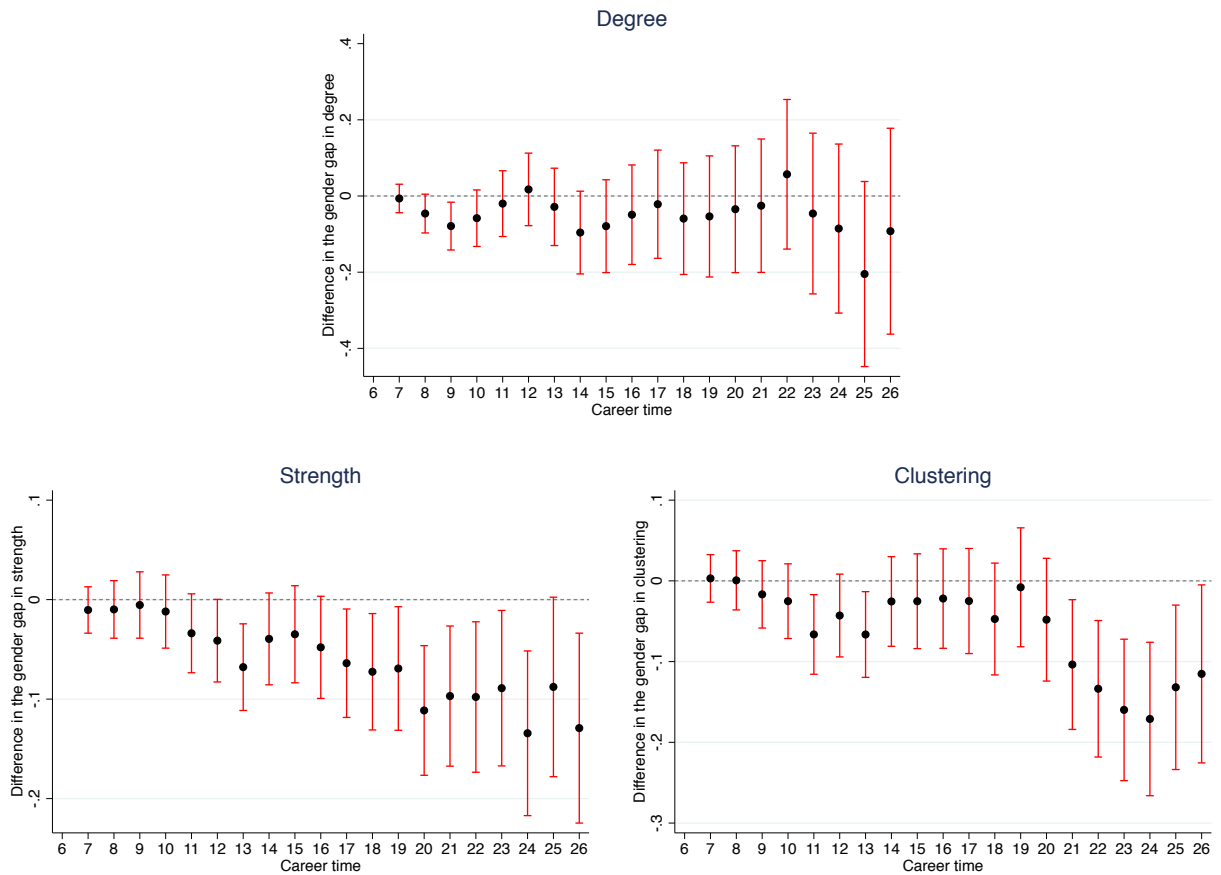 Degree
Difference in the gender gap in degree
.4
.2
0
-.2
-.4
6 7 8 9 10 11 12 13 14 15 16 17 18 19 20 21 22 23 24 25 26
Career time
Strength
Difference in the gender gap in strength
.1
0
-.1
-.2
6 7 8 9 10 11 12 13 14 15 16 17 18 19 20 21 22 23 24 25 26
Career time
Clustering
Difference in the gender gap in clustering
.1
0
-.1
-.2
-.3
6 7 8 9 10 11 12 13 14 15 16 17 18 19 20 21 22 23 24 25 26
Career time